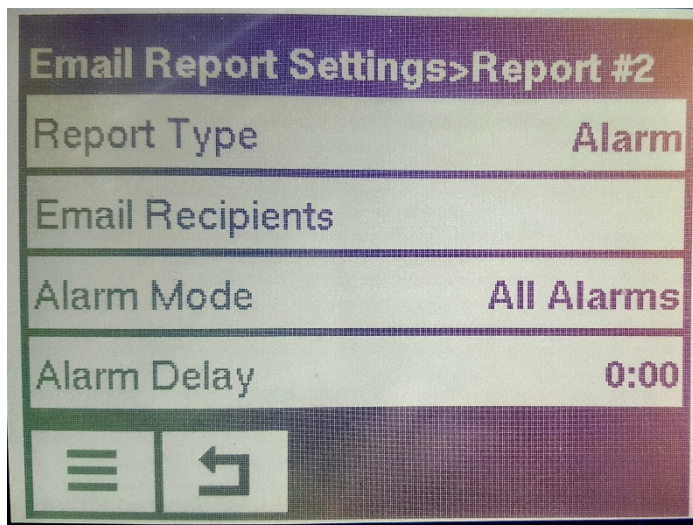 Email Report Settings>Report #2
Report Type Alarm
Email Recipients
Alarm Mode All Alarms
Alarm Delay 0:00